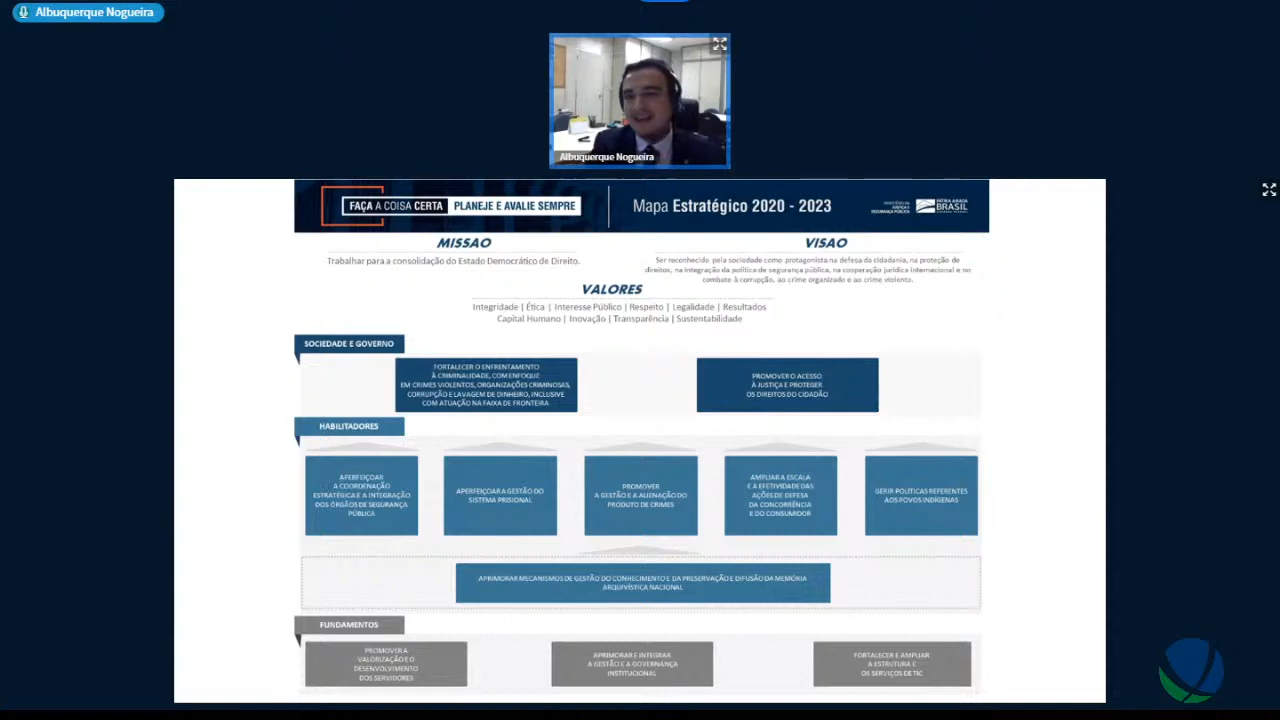 Albuquerque Nogueira
Albuquerque Nogueira
FAÇA A COISA CERTA PLANEJE E AVALIE SEMPRE
Mapa Estratégico 2020 - 2023
MINISTÉRIO DA
JUSTIÇA E
SEGURANÇA PÚBLICA
PÁTRIA AMADA
BRASIL
MISSAO
Trabalhar para a consolidação do Estado Democrático de Direito.
VISAO
Ser reconhecido pela sociedade como protagonista na defesa da cidadania, na proteção de
direitos, na integração da política de segurança pública, na cooperação jurídica internacional e no
combate à corrupção, ao crime organizado e ao crime violento.
VALORES
Integridade | Ética | Interesse Público | Respeito | Legalidade | Resultados
Capital Humano | Inovação | Transparência | Sustentabilidade
SOCIEDADE E GOVERNO
FORTALECER O ENFRENTAMENTO
À CRIMINALIDADE, COM ENFOQUE
EM CRIMES VIOLENTOS, ORGANIZAÇÕES CRIMINOSAS,
CORRUPÇÃO E LAVAGEM DE DINHEIRO, INCLUSIVE
COM ATUAÇÃO NA FAIXA DE FRONTEIRA
PROMOVER O ACESSO
À JUSTIÇA E PROTEGER
OS DIREITOS DO CIDADÃO
HABILITADORES
APERFEIÇOAR
A COORDENAÇÃO
ESTRATÉGICA E A INTEGRAÇÃO
DOS ÓRGÃOS DE SEGURANÇA
PÚBLICA
APERFEIÇOAR A GESTÃO DO
SISTEMA PRISIONAL
PROMOVER
A GESTÃO E A ALIENAÇÃO DO
PRODUTO DE CRIMES
AMPLIAR A ESCALA
E A EFETIVIDADE DAS
AÇÕES DE DEFESA
DA CONCORRÊNCIA
E DO CONSUMIDOR
GERIR POLÍTICAS REFERENTES
AOS POVOS INDÍGENAS
APRIMORAR MECANISMOS DE GESTÃO DO CONHECIMENTO E DA PRESERVAÇÃO E DIFUSÃO DA MEMÓRIA
ARQUIVÍSTICA NACIONAL
FUNDAMENTOS
PROMOVER A
VALORIZAÇÃO E O
DESENVOLVIMENTO
DOS SERVIDORES
APRIMORAR E INTEGRAR
A GESTÃO E A GOVERNANÇA
INSTITUCIONAL
FORTALECER E AMPLIAR
A ESTRUTURA E
OS SERVIÇOS DE TIC